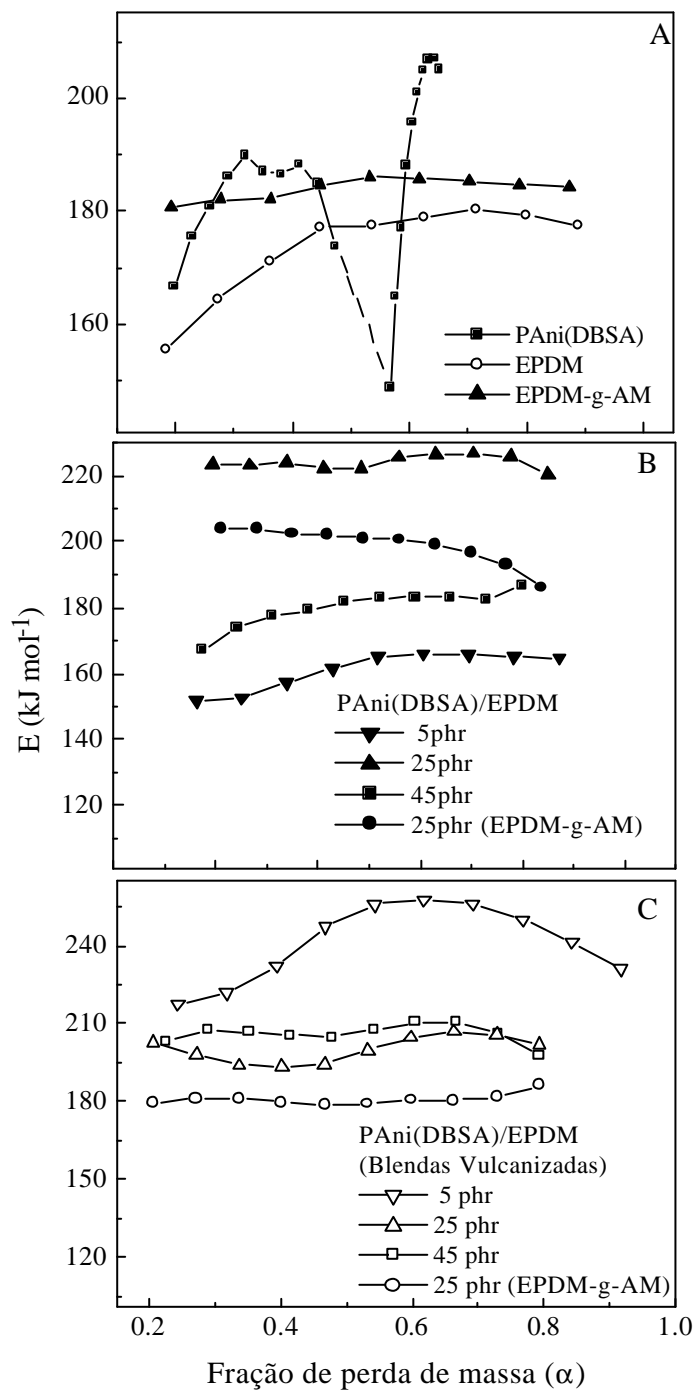 A
200
180
160
PAni(DBSA)
EPDM
EPDM-g-AM
B
220
200
180
160
140
120
E (kJ mol⁻¹)
PAni(DBSA)/EPDM
5phr
25phr
45phr
25phr (EPDM-g-AM)
C
240
210
180
150
120
PAni(DBSA)/EPDM
(Blendas Vulcanizadas)
5 phr
25 phr
45 phr
25 phr (EPDM-g-AM)
0.2 0.4 0.6 0.8 1.0
Fração de perda de massa (α)